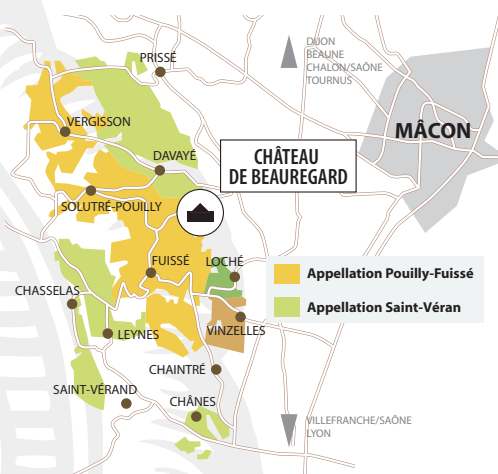 DIJON
BEAUNE
CHALON/SAÔNE
TOURNUS
PRISSÉ
VERGISSON
MÂCON
DAVAYÉ
CHÂTEAU
DE BEAUREGARD
SOLUTRÉ-POUILLY
FUISSÉ
LOCHÉ
Appellation Pouilly-Fuissé
CHASSELAS
Appellation Saint-Véran
LEYNES
VINZELLES
CHAINTRÉ
SAINT-VÉRAND
CHÂNES
VILLEFRANCHE/SAÔNE
LYON